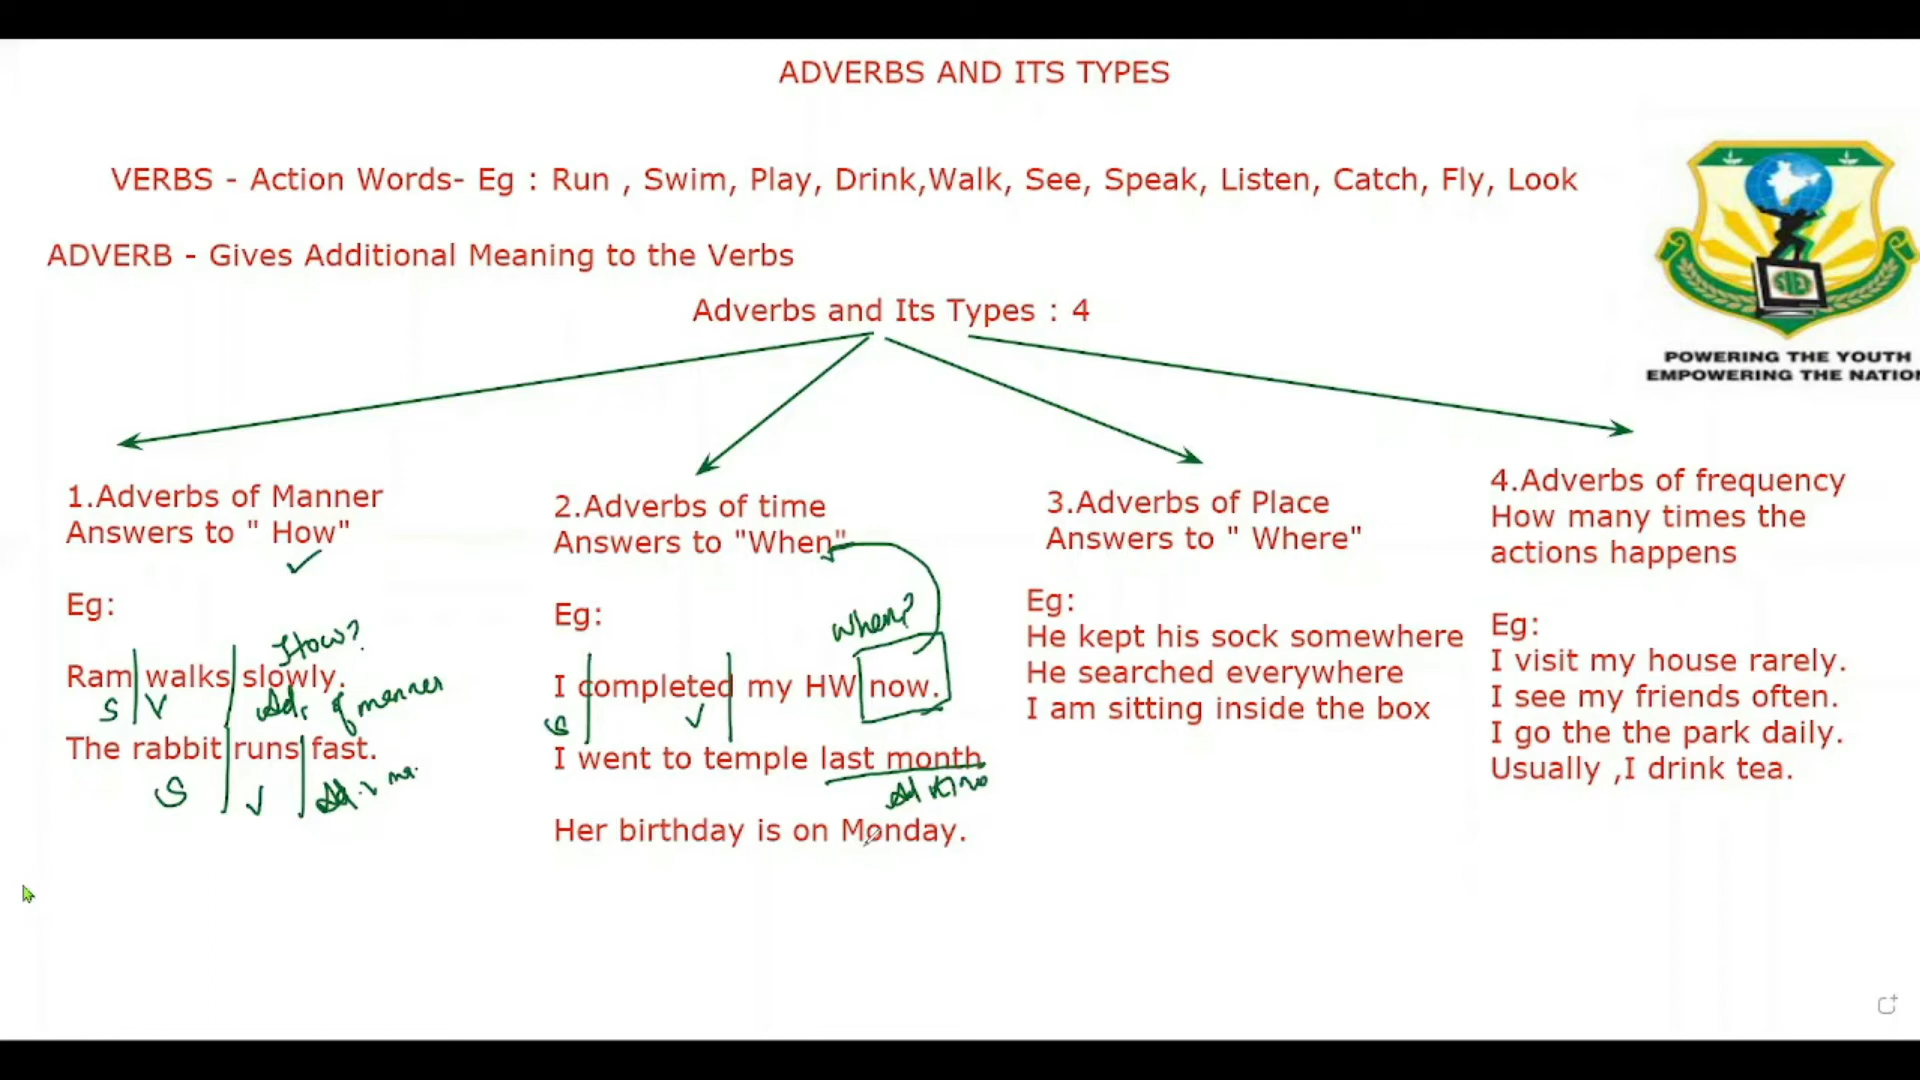 ADVERBS AND ITS TYPES
VERBS - Action Words- Eg : Run , Swim, Play, Drink,Walk, See, Speak, Listen, Catch, Fly, Look
ADVERB - Gives Additional Meaning to the Verbs
Adverbs and Its Types : 4
POWERING THE YOUTH
EMPOWERING THE NATION
1.Adverbs of Manner
Answers to " How"
Eg:
How?
Ram walks slowly.
S V Ad. of manner
The rabbit runs fast.
S V
2.Adverbs of time
Answers to "When"
When?
Eg:
I completed my HW now.
S V
I went to temple last month
Her birthday is on Monday.
3.Adverbs of Place
Answers to " Where"
Eg:
He kept his sock somewhere
He searched everywhere
I am sitting inside the box
4.Adverbs of frequency
How many times the
actions happens
Eg:
I visit my house rarely.
I see my friends often.
I go the the park daily.
Usually ,I drink tea.